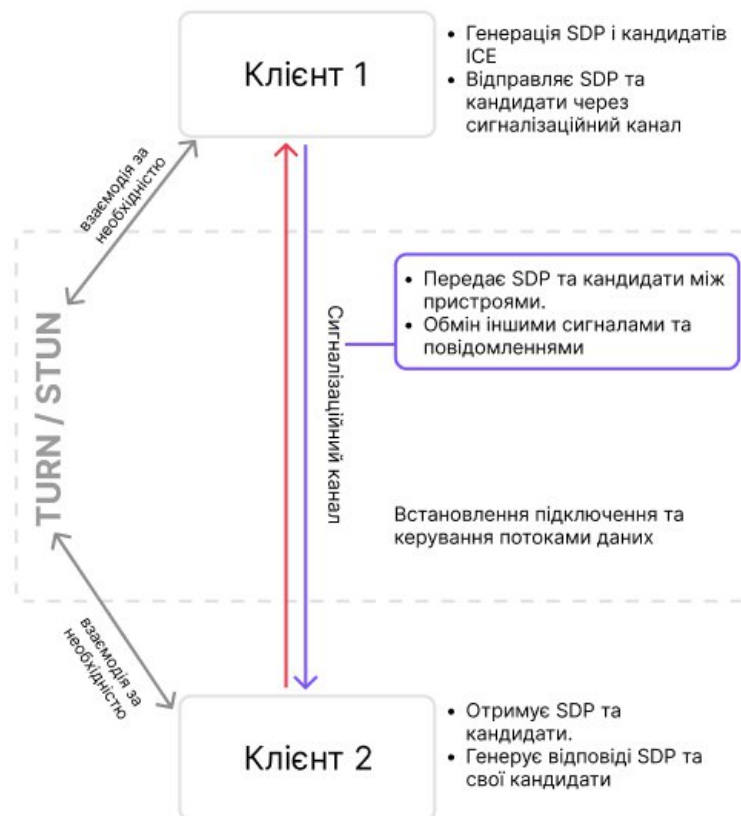 Клієнт 1
• Генерація SDP і кандидатів
ICE
• Відправляє SDP та
кандидати через
сигналізаційний канал
взаємодія за
необхідністю
TURN / STUN
Сигналізаційний канал
• Передає SDP та кандидати між
пристроями.
• Обмін іншими сигналами та
повідомленнями
Встановлення підключення та
керування потоками даних
взаємодія за
необхідністю
Клієнт 2
• Отримує SDP та
кандидати.
• Генерує відповіді SDP та
свої кандидати